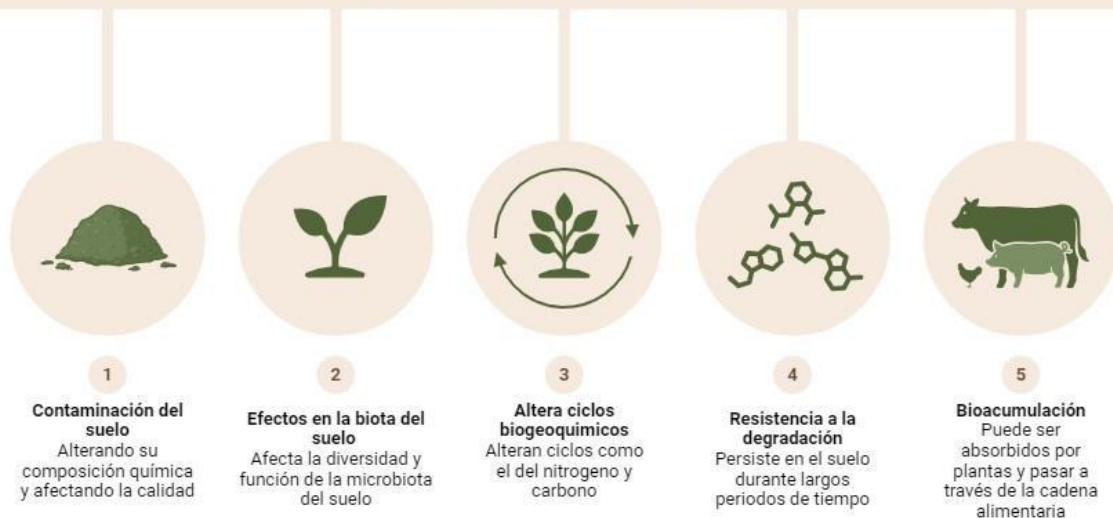 1
Contaminación del
suelo
Alterando su
composición química
y afectando la calidad
2
Efectos en la biota del
suelo
Afecta la diversidad y
función de la microbiota
del suelo
3
Altera ciclos
biogeoquimicos
Alteran ciclos como
el del nitrogeno y
carbono
4
Resistencia a la
degradación
Persiste en el suelo
durante largos
periodos de tiempo
5
Bioacumulación
Puede ser
absorbidos por
plantas y pasar a
través de la cadena
alimentaria